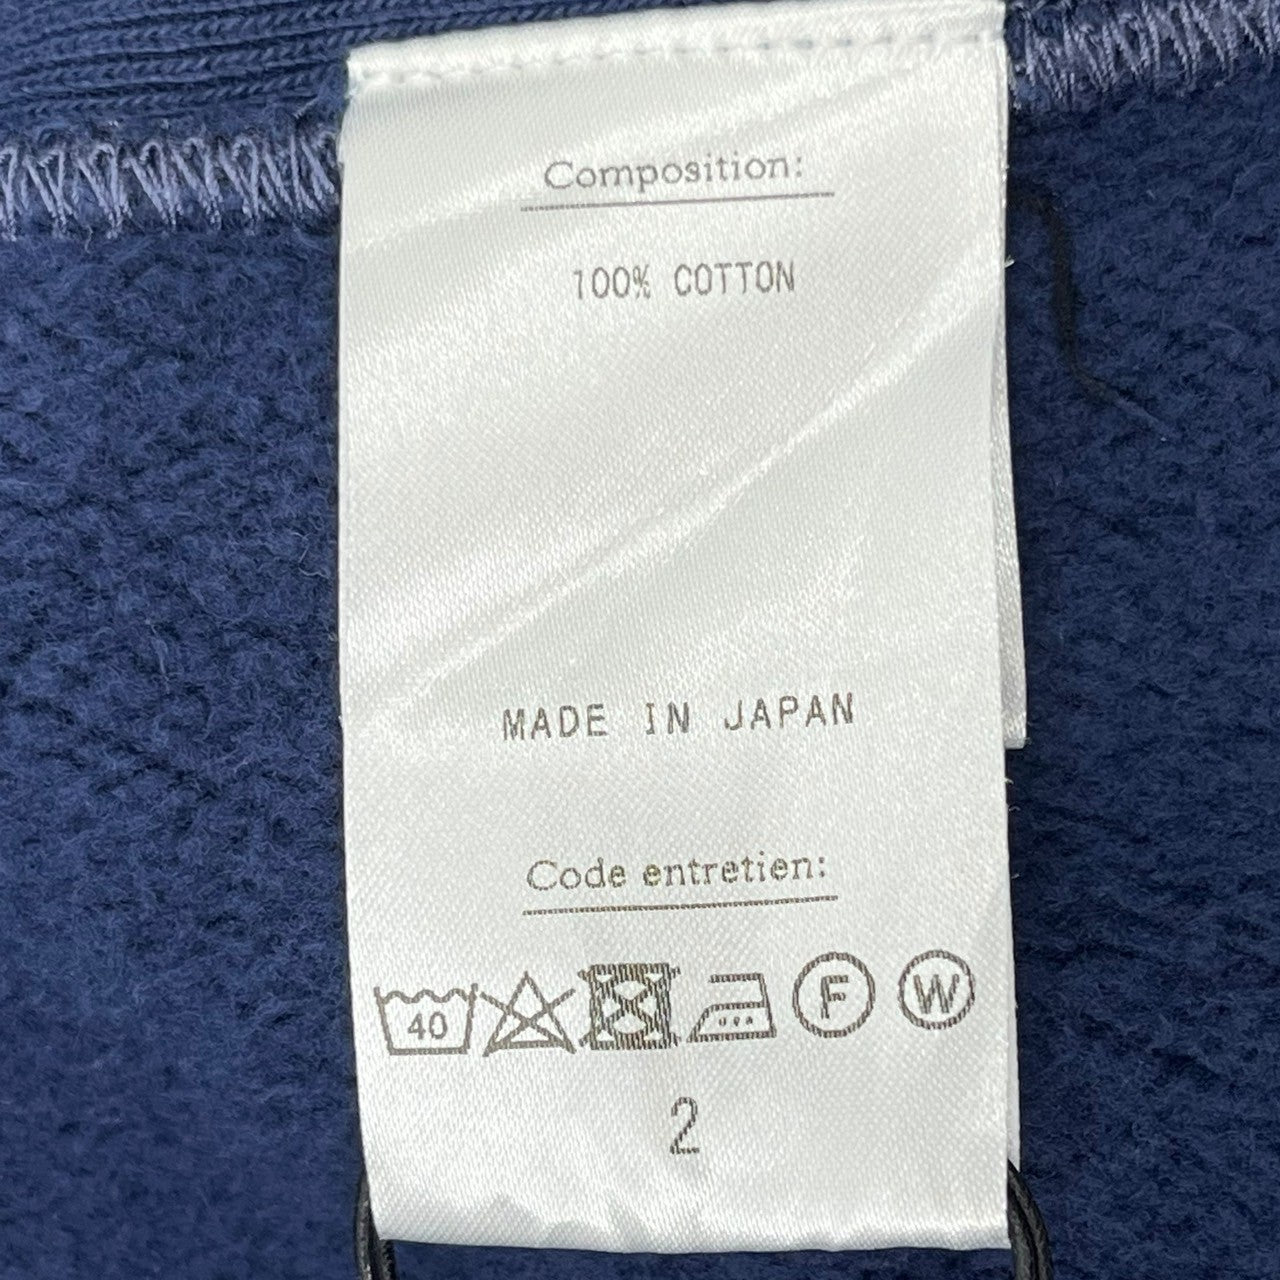 Composition:
100% COTTON
MADE IN JAPAN
Code entretien:
40 F W
2